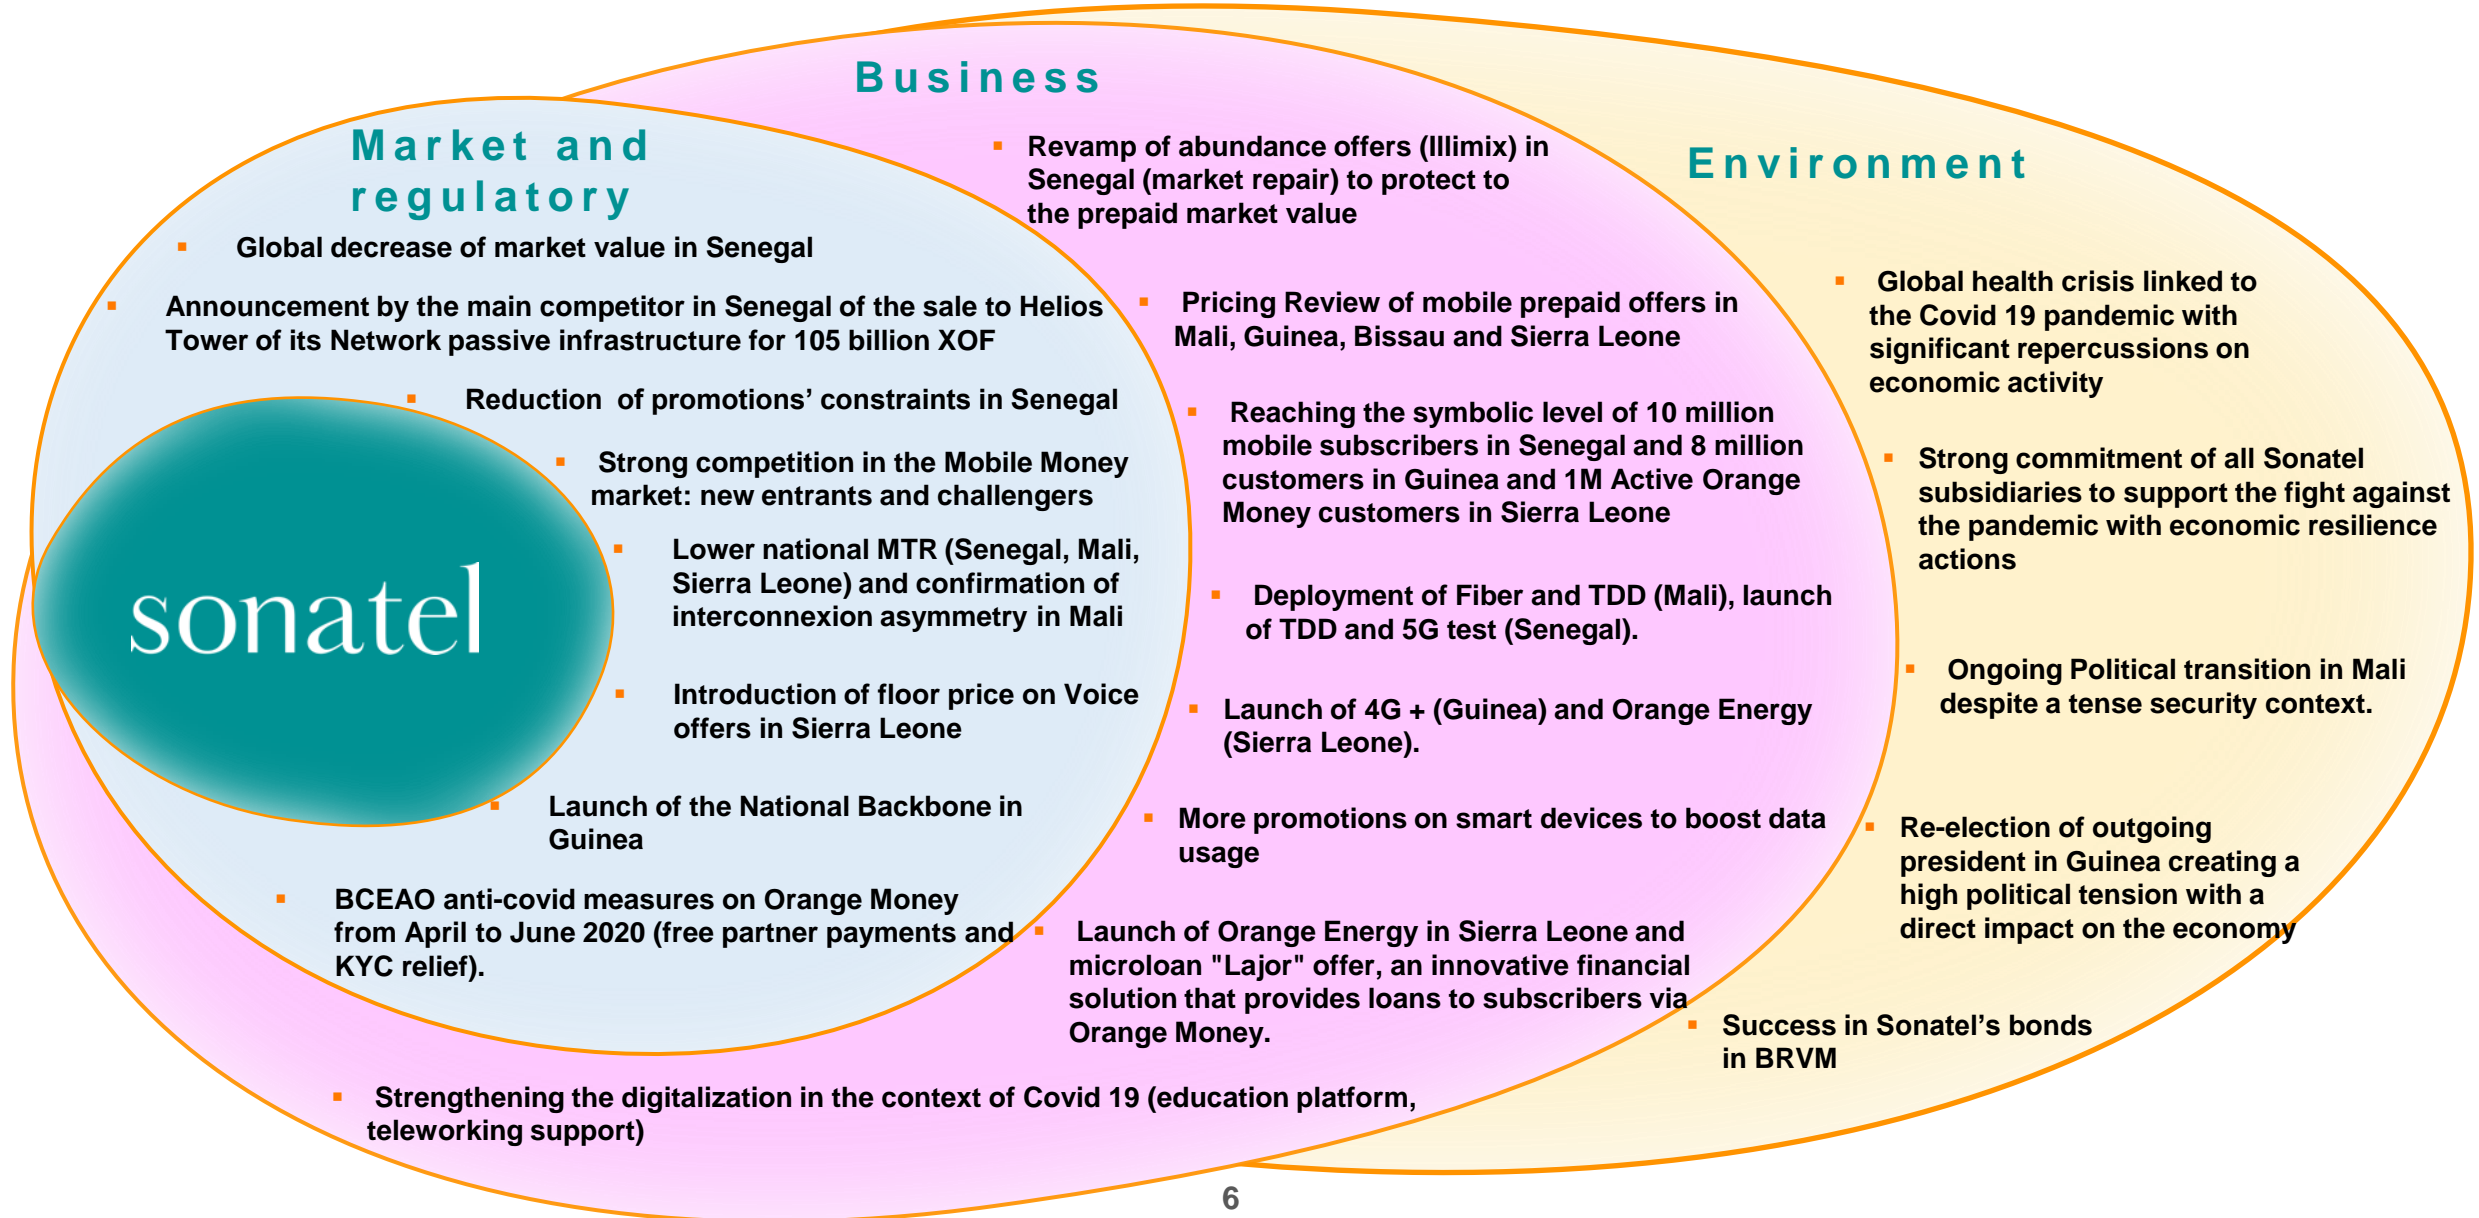 Business
Market and
regulatory
Environment
sonatel
Global decrease of market value in Senegal
Announcement by the main competitor in Senegal of the sale to Helios
Tower of its Network passive infrastructure for 105 billion XOF
Reduction of promotions’ constraints in Senegal
Strong competition in the Mobile Money
market: new entrants and challengers
Lower national MTR (Senegal, Mali,
Sierra Leone) and confirmation of
interconnexion asymmetry in Mali
Introduction of floor price on Voice
offers in Sierra Leone
Launch of the National Backbone in
Guinea
BCEAO anti-covid measures on Orange Money
from April to June 2020 (free partner payments and
KYC relief).
Revamp of abundance offers (Illimix) in
Senegal (market repair) to protect to
the prepaid market value
Pricing Review of mobile prepaid offers in
Mali, Guinea, Bissau and Sierra Leone
Reaching the symbolic level of 10 million
mobile subscribers in Senegal and 8 million
customers in Guinea and 1M Active Orange
Money customers in Sierra Leone
Deployment of Fiber and TDD (Mali), launch
of TDD and 5G test (Senegal).
Launch of 4G + (Guinea) and Orange Energy
(Sierra Leone).
More promotions on smart devices to boost data
usage
Launch of Orange Energy in Sierra Leone and
microloan "Lajor" offer, an innovative financial
solution that provides loans to subscribers via
Orange Money.
Strengthening the digitalization in the context of Covid 19 (education platform,
teleworking support)
Global health crisis linked to
the Covid 19 pandemic with
significant repercussions on
economic activity
Strong commitment of all Sonatel
subsidiaries to support the fight against
the pandemic with economic resilience
actions
Ongoing Political transition in Mali
despite a tense security context.
Re-election of outgoing
president in Guinea creating a
high political tension with a
direct impact on the economy
Success in Sonatel’s bonds
in BRVM
6